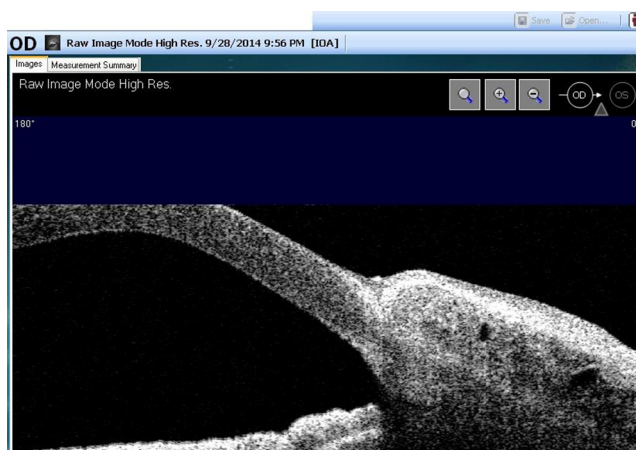 Save Open...
OD Raw Image Mode High Res. 9/28/2014 9:56 PM [IOA]
Images Measurement Summary
Raw Image Mode High Res.
OD OS
180° 0